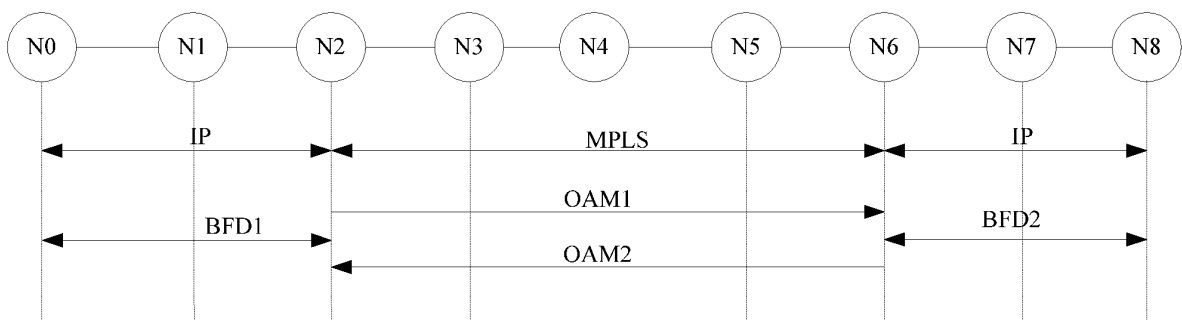 N0 N1 N2 N3 N4 N5 N6 N7 N8
IP MPLS IP
OAM1
BFD1 BFD2
OAM2